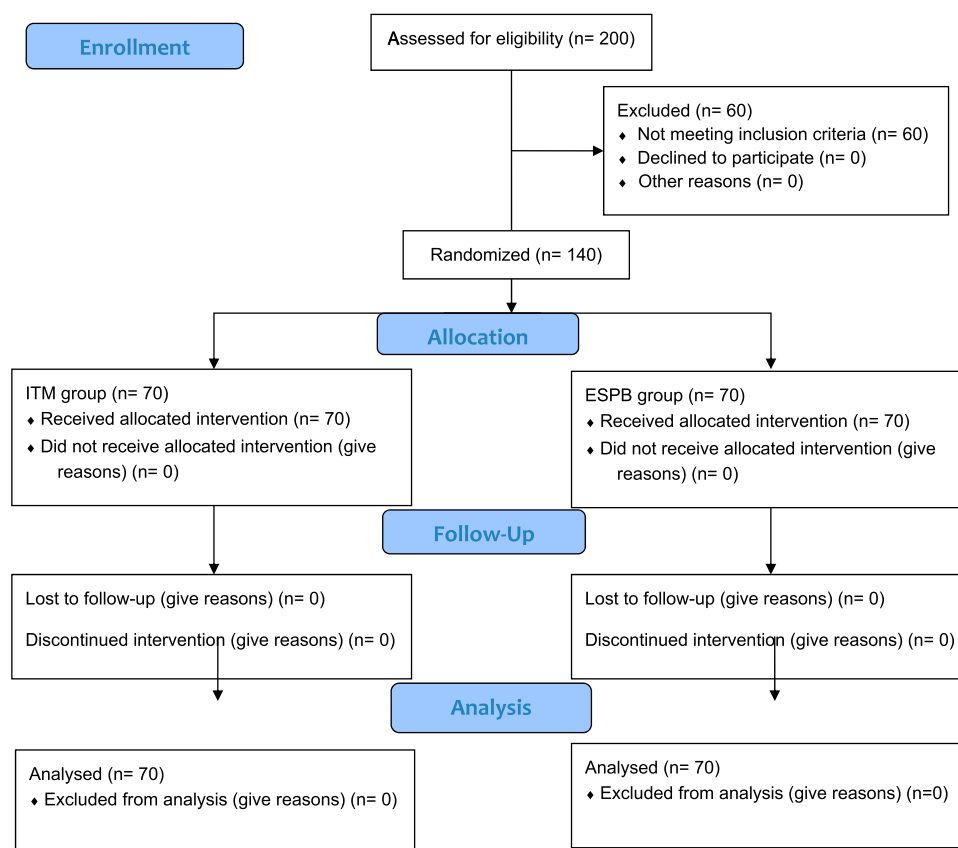 Enrollment
Assessed for eligibility (n= 200)
Excluded (n= 60)
♦ Not meeting inclusion criteria (n= 60)
♦ Declined to participate (n= 0)
♦ Other reasons (n= 0)
Randomized (n= 140)
Allocation
ITM group (n= 70)
♦ Received allocated intervention (n= 70)
♦ Did not receive allocated intervention (give
reasons) (n= 0)
ESPB group (n= 70)
♦ Received allocated intervention (n= 70)
♦ Did not receive allocated intervention (give
reasons) (n= 0)
Follow-Up
Lost to follow-up (give reasons) (n= 0)
Discontinued intervention (give reasons) (n= 0)
Lost to follow-up (give reasons) (n= 0)
Discontinued intervention (give reasons) (n= 0)
Analysis
Analysed (n= 70)
♦ Excluded from analysis (give reasons) (n= 0)
Analysed (n= 70)
♦ Excluded from analysis (give reasons) (n=0)